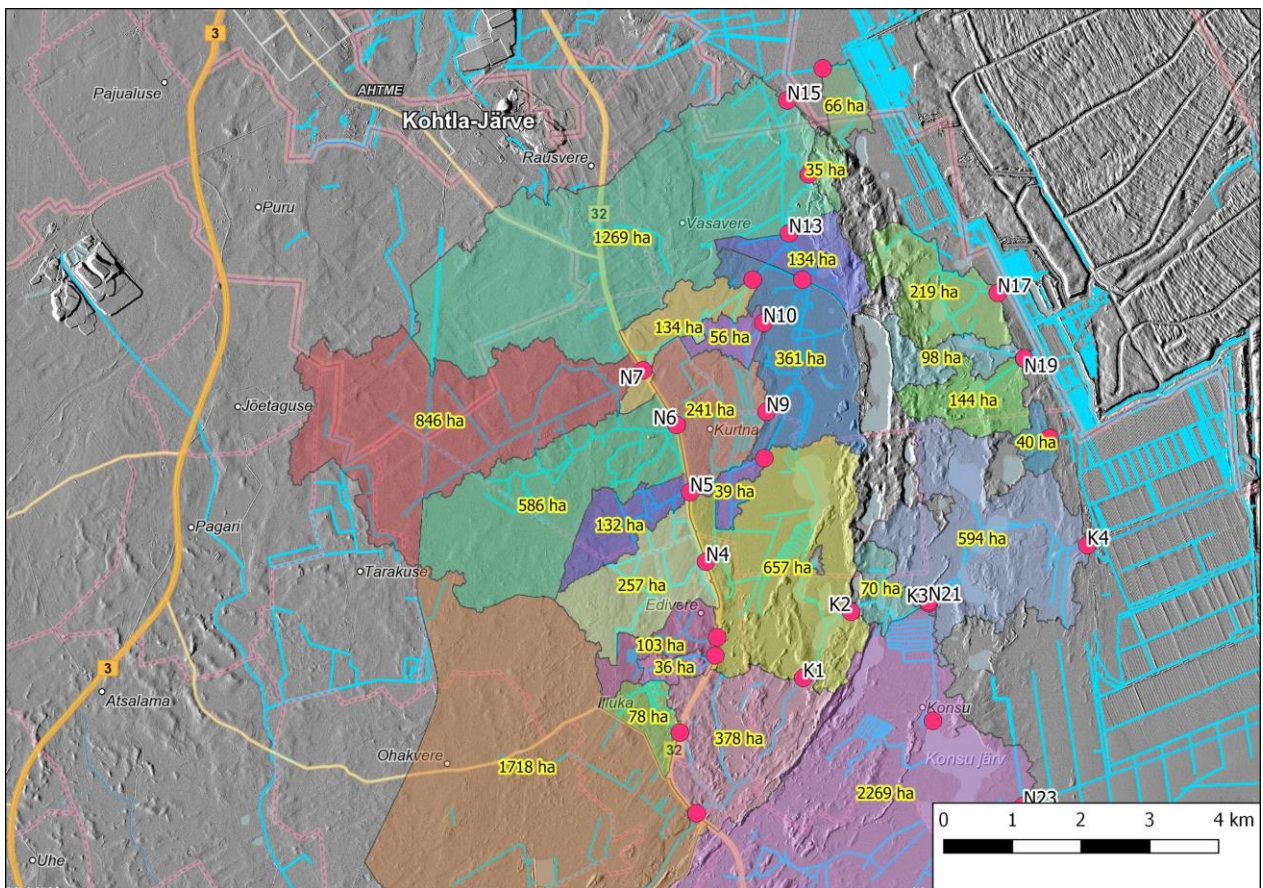 3
Pajualuse
AHTME
Kohtla-Järve
N15
66 ha
Rausvere
35 ha
Puru
32
Vasavere
1269 ha
N13
134 ha
219 ha
N17
134 ha
56 ha
N10
361 ha
98 ha
N19
N7
144 ha
Jõetaguse
846 ha
241 ha
N9
N6
Kurtna
40 ha
586 ha
N5
39 ha
132 ha
Pagari
594 ha
K4
N4
657 ha
Tarakuse
257 ha
70 ha
K3
N21
K2
Edivere
103 ha
36 ha
3
K1
Atsalama
Illuka
78 ha
Konsu
378 ha
32
Ohakvere
1718 ha
Konsu järv
2269 ha
N23
0 1 2 3 4 km
Uhe